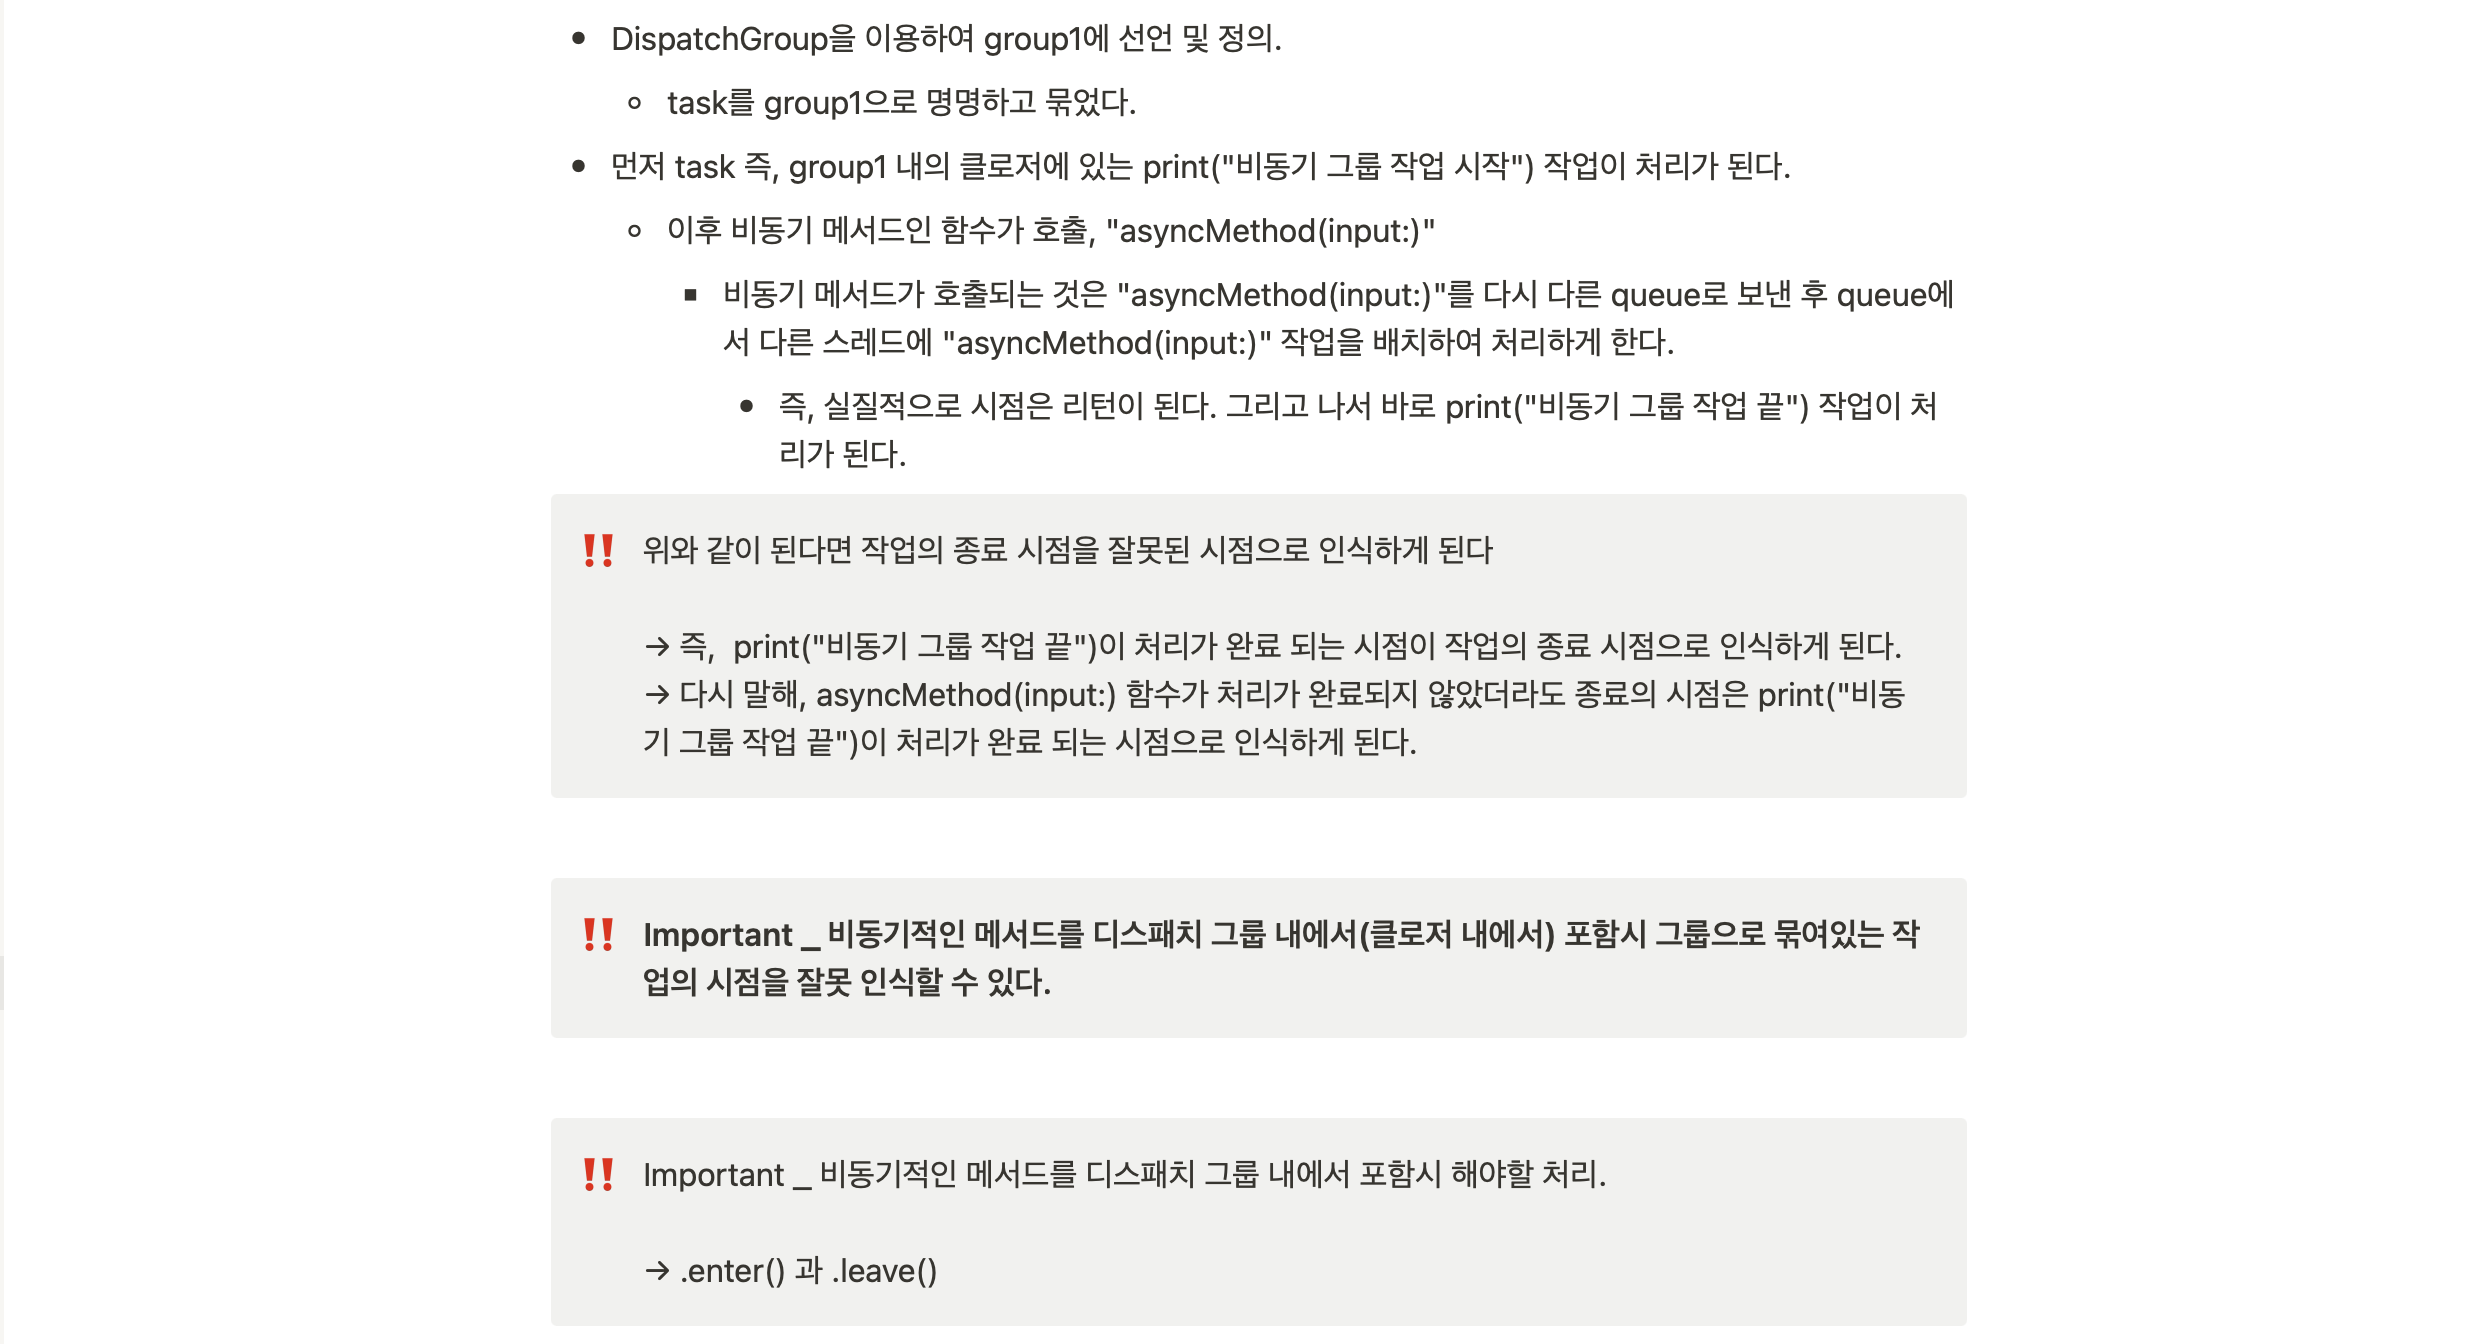 DispatchGroup을 이용하여 group1에 선언 및 정의.
task를 group1으로 명명하고 묶었다.
먼저 task 즉, group1 내의 클로저에 있는 print("비동기 그룹 작업 시작") 작업이 처리가 된다.
이후 비동기 메서드인 함수가 호출, "asyncMethod(input:)"
비동기 메서드가 호출되는 것은 "asyncMethod(input:)"를 다시 다른 queue로 보낸 후 queue에
서 다른 스레드에 "asyncMethod(input:)" 작업을 배치하여 처리하게 한다.
즉, 실질적으로 시점은 리턴이 된다. 그리고 나서 바로 print("비동기 그룹 작업 끝") 작업이 처
리가 된다.
‼️ 위와 같이 된다면 작업의 종료 시점을 잘못된 시점으로 인식하게 된다
→ 즉, print("비동기 그룹 작업 끝")이 처리가 완료 되는 시점이 작업의 종료 시점으로 인식하게 된다.
→ 다시 말해, asyncMethod(input:) 함수가 처리가 완료되지 않았더라도 종료의 시점은 print("비동
기 그룹 작업 끝")이 처리가 완료 되는 시점으로 인식하게 된다.
‼️ Important _ 비동기적인 메서드를 디스패치 그룹 내에서(클로저 내에서) 포함시 그룹으로 묶여있는 작
업의 시점을 잘못 인식할 수 있다.
‼️ Important _ 비동기적인 메서드를 디스패치 그룹 내에서 포함시 해야할 처리.
→ .enter() 과 .leave()